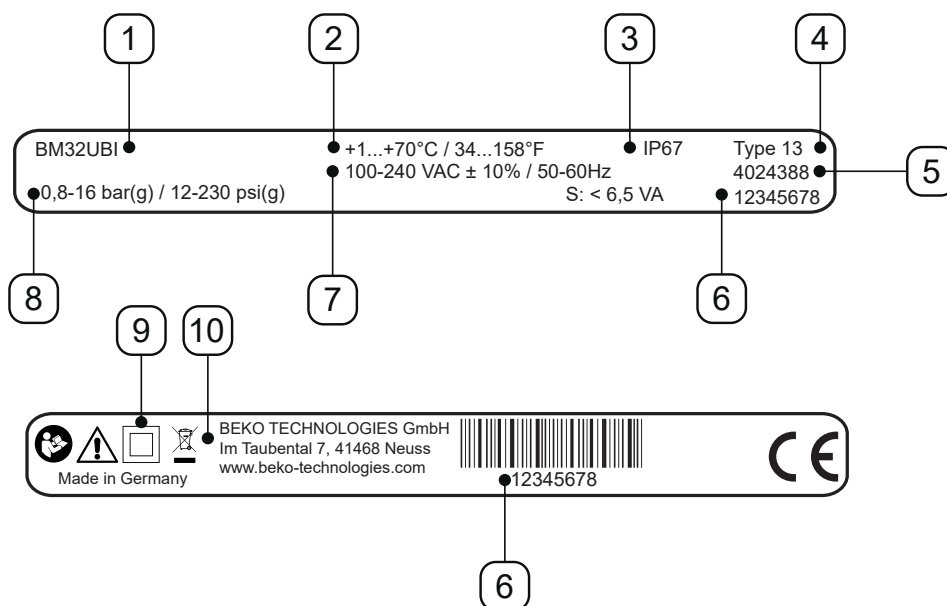 1 2 3 4
BM32UBI +1...+70°C / 34...158°F IP67 Type 13
100-240 VAC ± 10% / 50-60Hz 4024388 5
0,8-16 bar(g) / 12-230 psi(g) S: < 6,5 VA 12345678
8 7 6
9 10
BEKO TECHNOLOGIES GmbH
Im Taubental 7, 41468 Neuss
www.beko-technologies.com
Made in Germany
12345678
CE
6